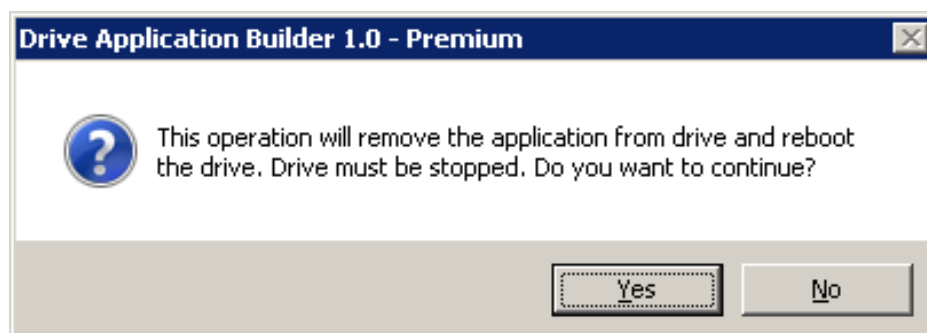 Drive Application Builder 1.0 - Premium
This operation will remove the application from drive and reboot
the drive. Drive must be stopped. Do you want to continue?
Yes
No